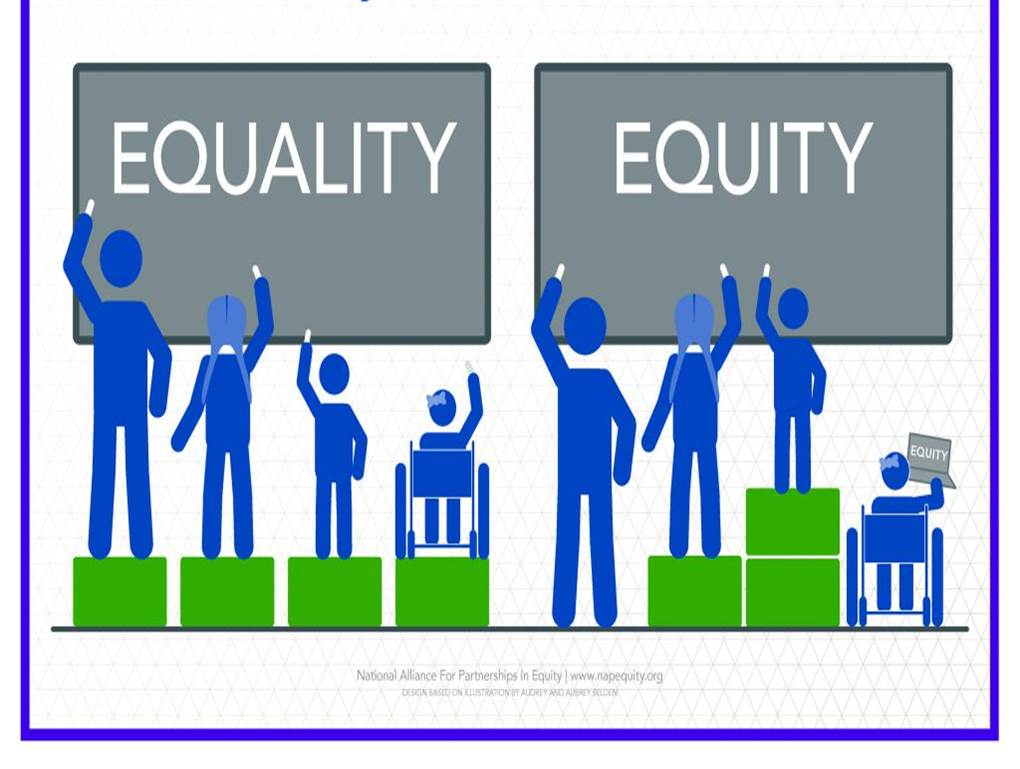 EQUALITY
EQUITY
EQUITY
National Alliance For Partnerships In Equity | www.napequity.org
DESIGN BASED ON ILLUSTRATION BY AUDREY AND AUBREY SELDEN